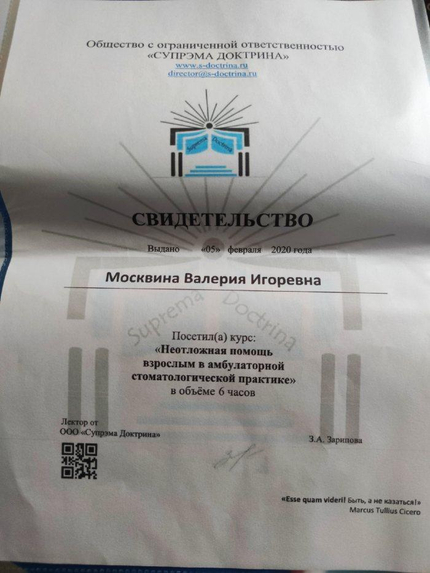 Общество с ограниченной ответственностью
«СУПРЭМА ДОКТРИНА»
www.s-doctrina.ru
director@s-doctrina.ru
Suprema Doctrina
СВИДЕТЕЛЬСТВО
Выдано «05» февраля 2020 года
Москвина Валерия Игоревна
Suprema Doctrina
Посетил(а) курс:
«Неотложная помощь
взрослым в амбулаторной
стоматологической практике»
в объёме 6 часов
Лектор от
ООО «Супрэма Доктрина»
З.А. Зарипова
«Esse quam videri! Быть, а не казаться!»
Marcus Tullius Cicero